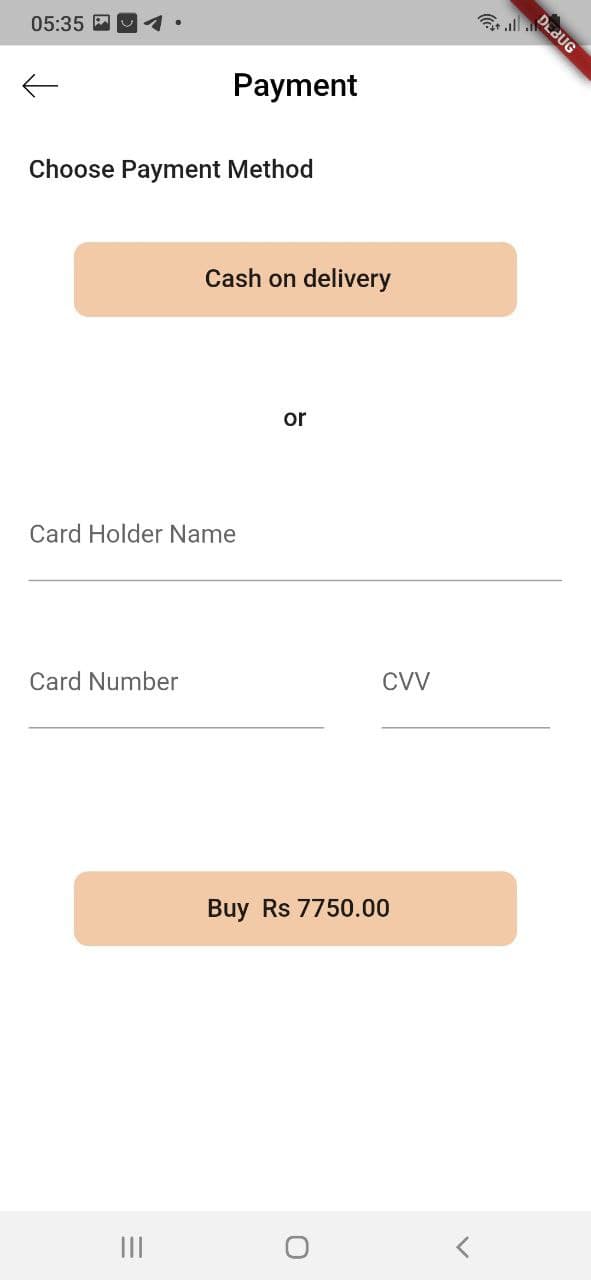 05:35
DEBUG
Payment
Choose Payment Method
Cash on delivery
or
Card Holder Name
Card Number CVV
Buy Rs 7750.00